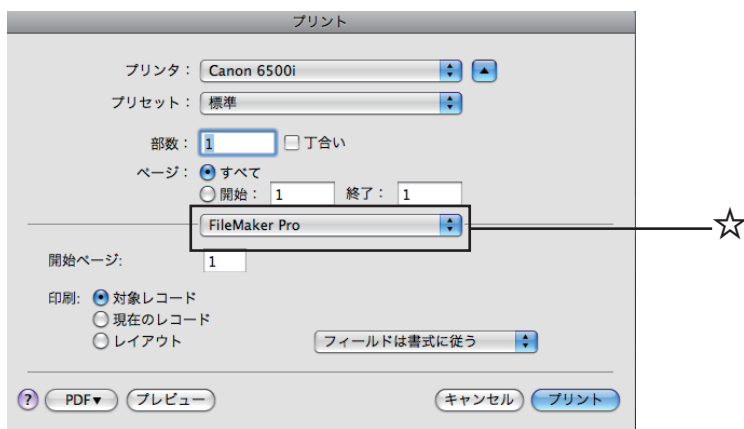 プリント
プリンタ： Canon 6500i
プリセット： 標準
部数： 1 丁合い
ページ： すべて
開始： 1 終了： 1
FileMaker Pro ☆
開始ページ: 1
印刷: 対象レコード
現在のレコード
レイアウト フィールドは書式に従う
? PDF▼ プレビュー キャンセル プリント